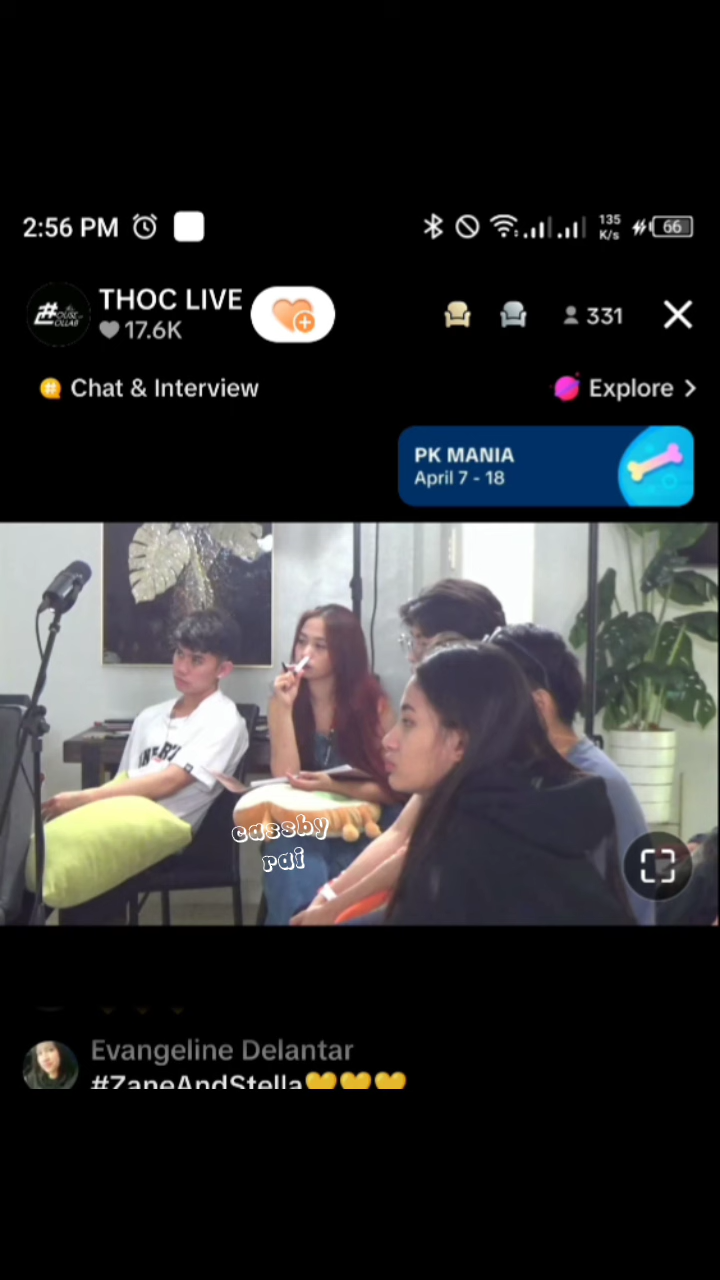 2:56 PM
135
K/s
66
THOC LIVE
17.6K
331
Chat & Interview
Explore
PK MANIA
April 7 - 18
cassby
rai
Evangeline Delantar
#ZaneAndStella💛💛💛